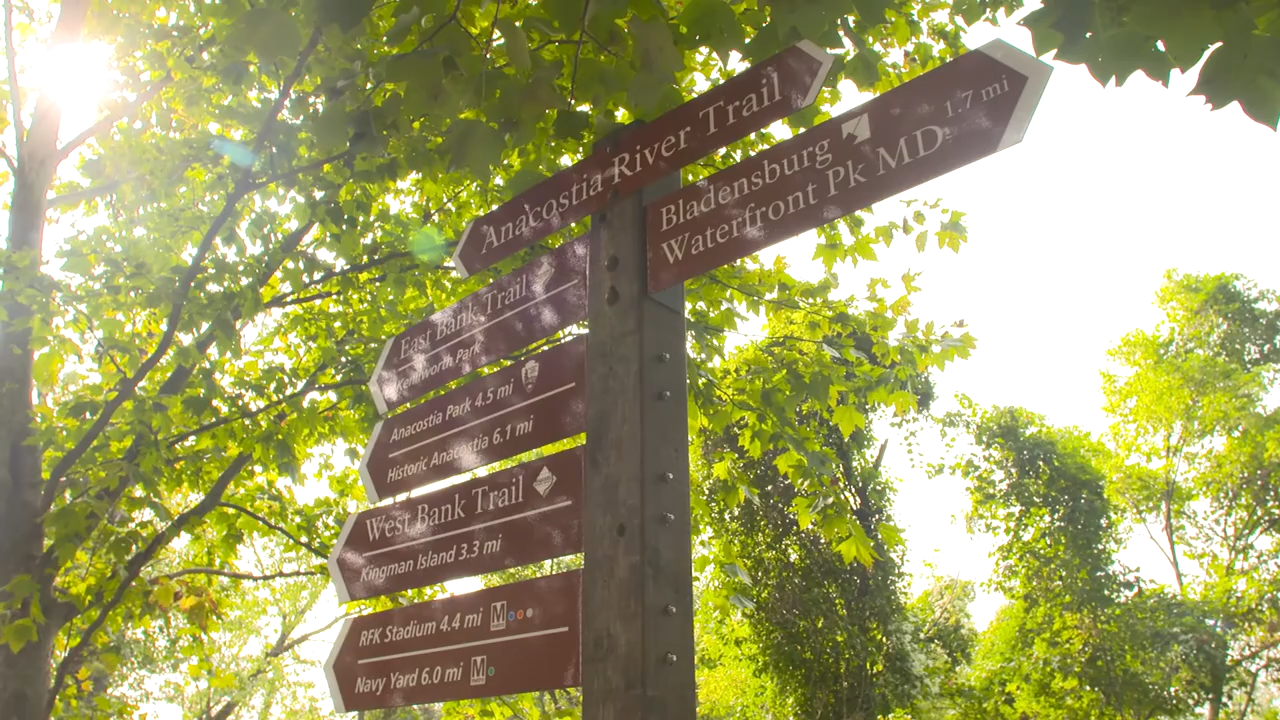 Anacostia River Trail
Bladensburg 1.7 mi
Waterfront Pk MD
East Bank Trail
Kenilworth Park
Anacostia Park 4.5 mi
Historic Anacostia 6.1 mi
West Bank Trail
Kingman Island 3.3 mi
RFK Stadium 4.4 mi M
Navy Yard 6.0 mi M